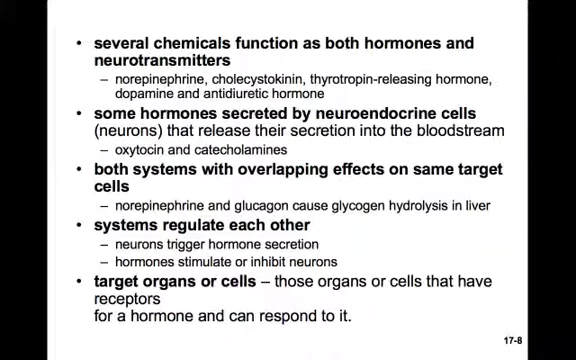 • several chemicals function as both hormones and
neurotransmitters
– norepinephrine, cholecystokinin, thyrotropin-releasing hormone,
dopamine and antidiuretic hormone
• some hormones secreted by neuroendocrine cells
(neurons) that release their secretion into the bloodstream
– oxytocin and catecholamines
• both systems with overlapping effects on same target
cells
– norepinephrine and glucagon cause glycogen hydrolysis in liver
• systems regulate each other
– neurons trigger hormone secretion
– hormones stimulate or inhibit neurons
• target organs or cells – those organs or cells that have
receptors
for a hormone and can respond to it.
17-8